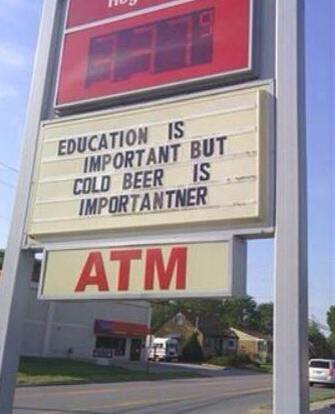 EDUCATION IS
IMPORTANT BUT
COLD BEER IS
IMPORTANTNER
ATM